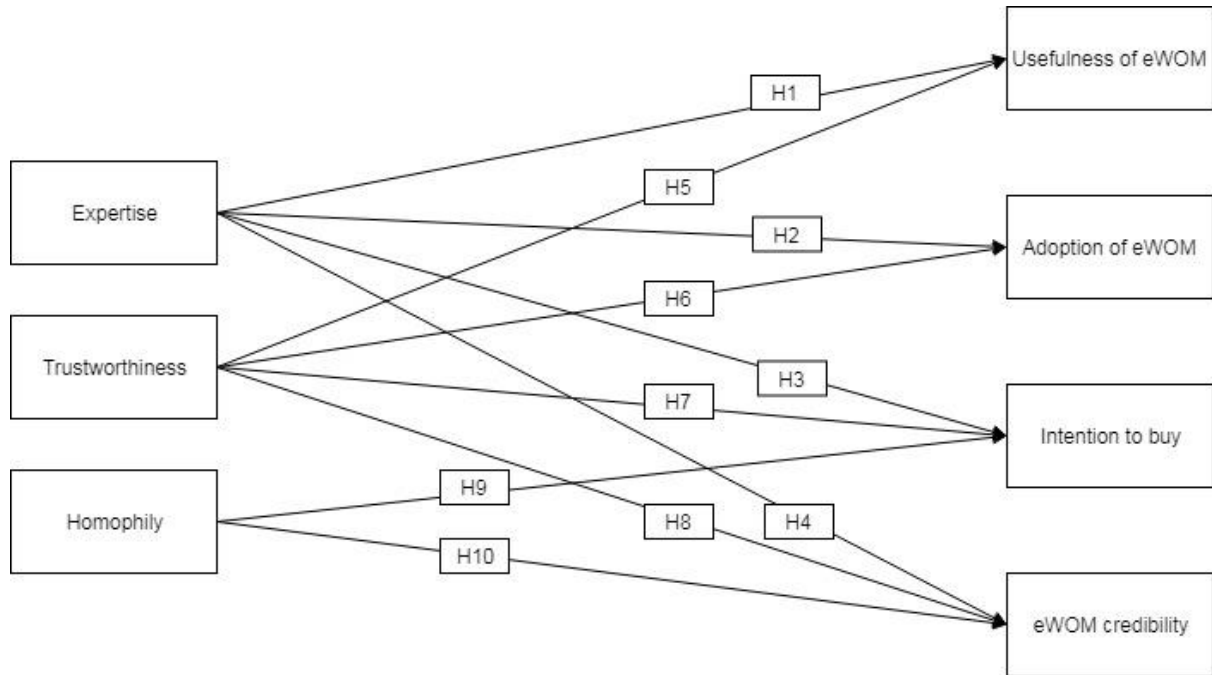 Usefulness of eWOM
H1
Expertise
H5
H2
Adoption of eWOM
H6
Trustworthiness
H3
H7
Intention to buy
Homophily
H9
H8
H4
H10
eWOM credibility